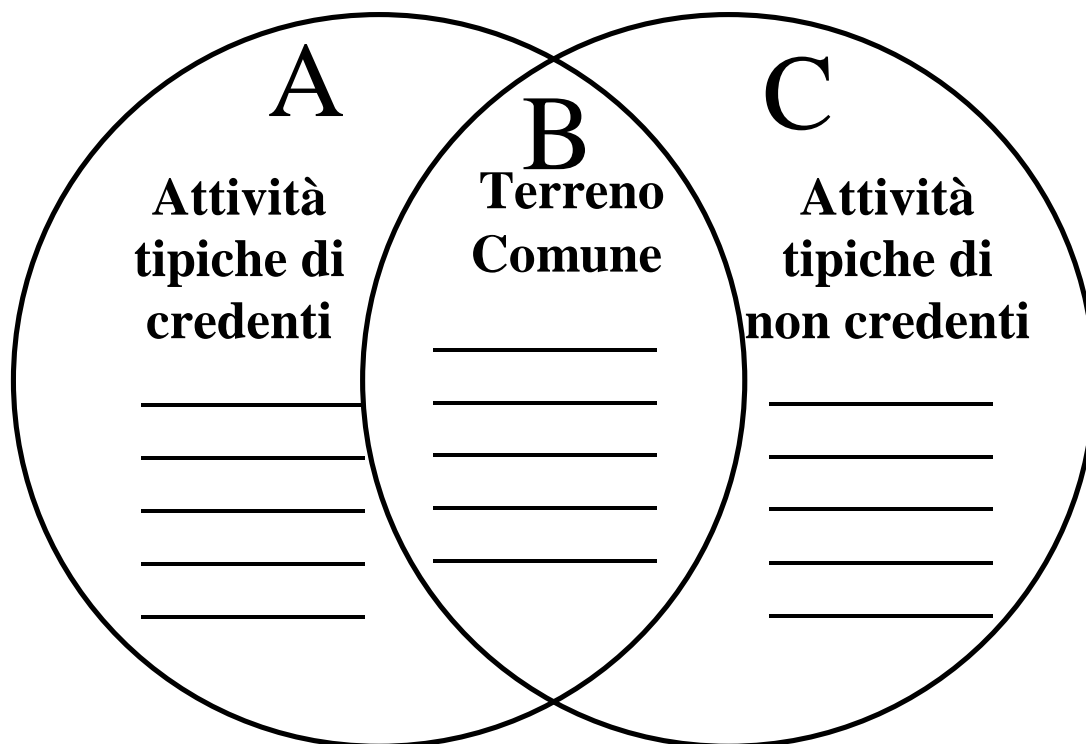 A
Attività
tipiche di
credenti
B
Terreno
Comune
C
Attività
tipiche di
non credenti